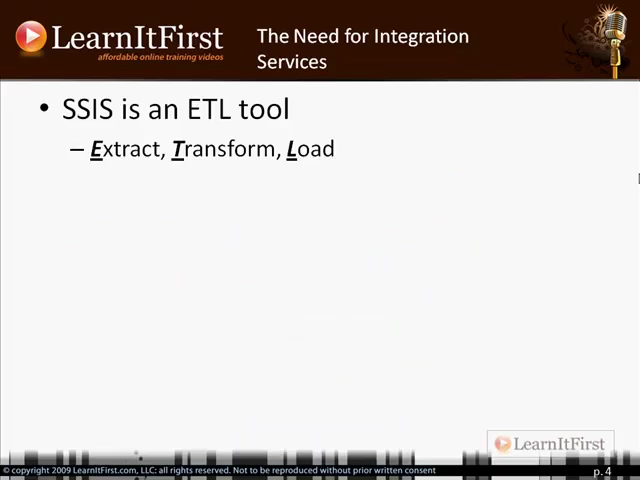 LearnItFirst
affordable online training videos
The Need for Integration
Services
• SSIS is an ETL tool
– Extract, Transform, Load
LearnItFirst
© copyright 2009 LearnItFirst.com, LLC: all rights reserved. Not to be reproduced without prior written consent
p. 4